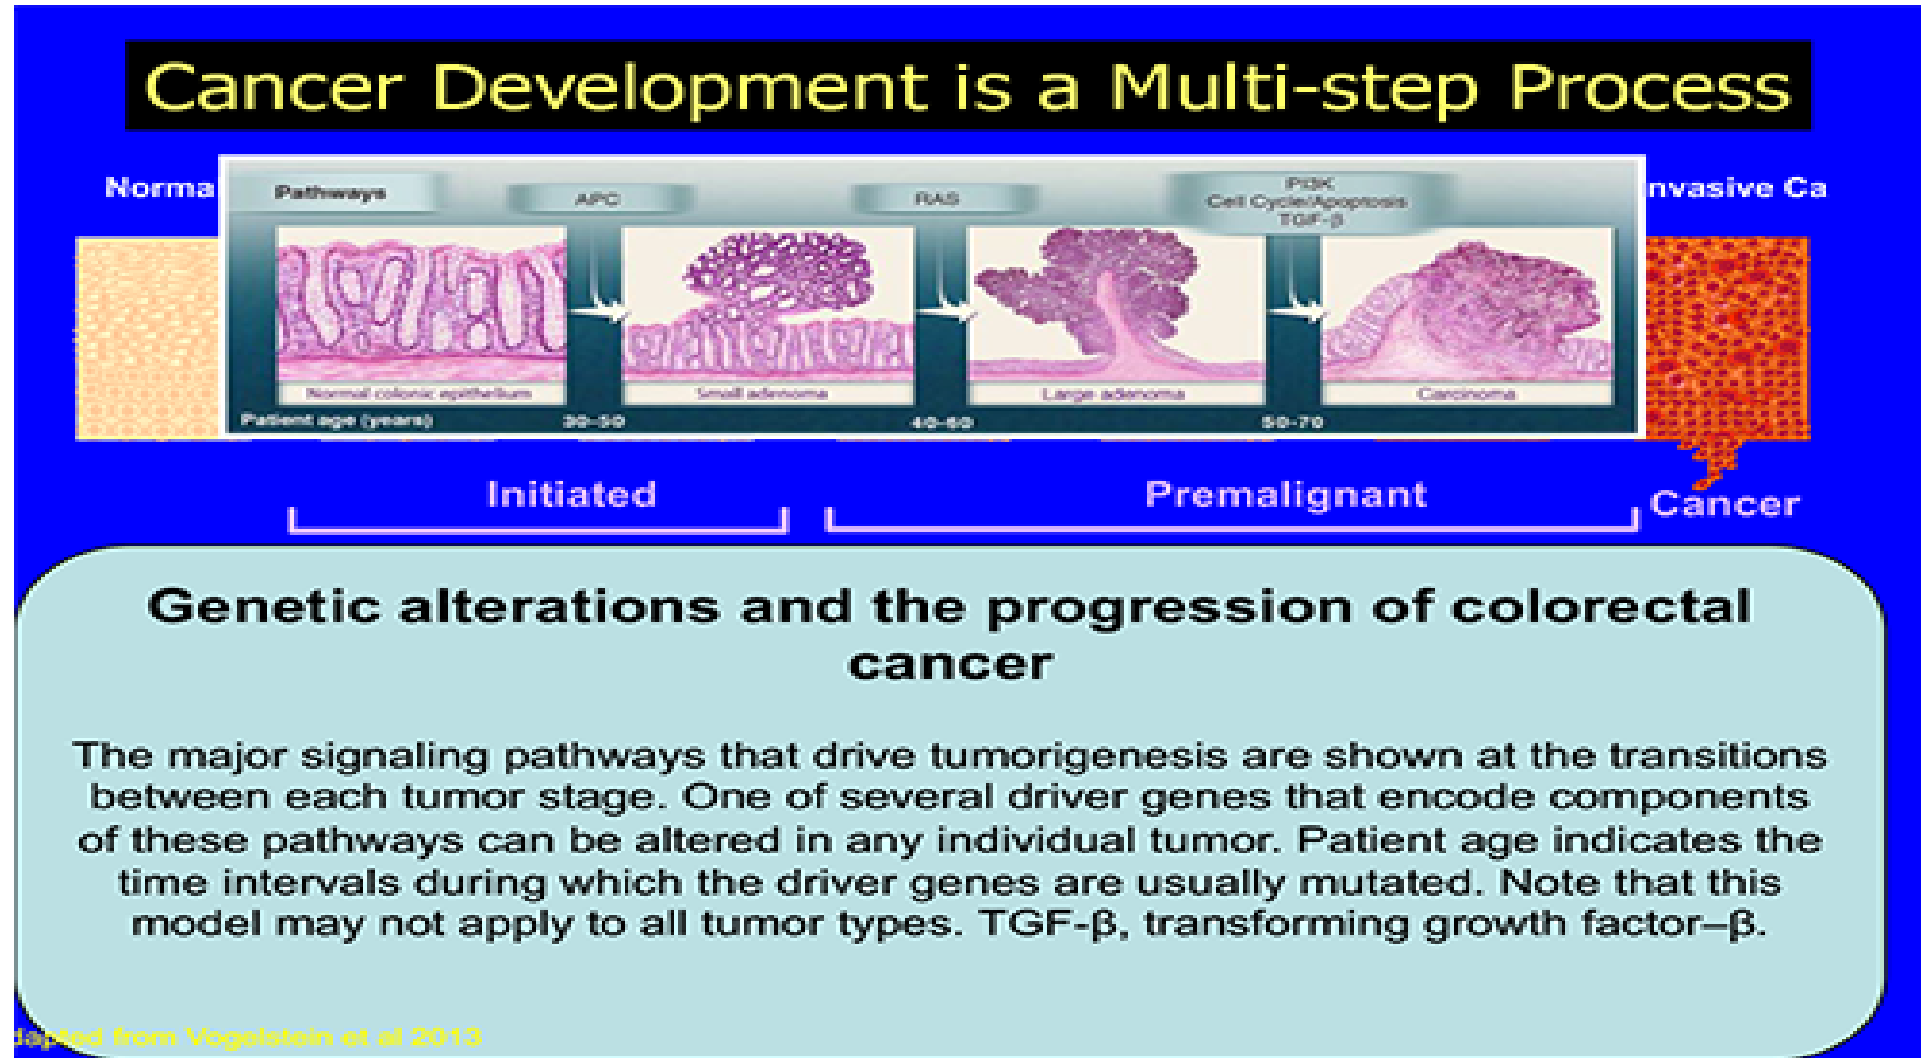 Cancer Development is a Multi-step Process
Norma
nvasive Ca
Pathways
APC
RAS
PI3K
Cell Cycle/Apoptosis
TGF-β
Normal colonic epithelium
Small adenoma
Large adenoma
Carcinoma
Patient age (years)
30–50
40-60
50-70
Initiated
Premalignant
Cancer
Genetic alterations and the progression of colorectal
cancer
The major signaling pathways that drive tumorigenesis are shown at the transitions
between each tumor stage. One of several driver genes that encode components
of these pathways can be altered in any individual tumor. Patient age indicates the
time intervals during which the driver genes are usually mutated. Note that this
model may not apply to all tumor types. TGF-β, transforming growth factor–β.
dapted from Vogelstein et al 2013